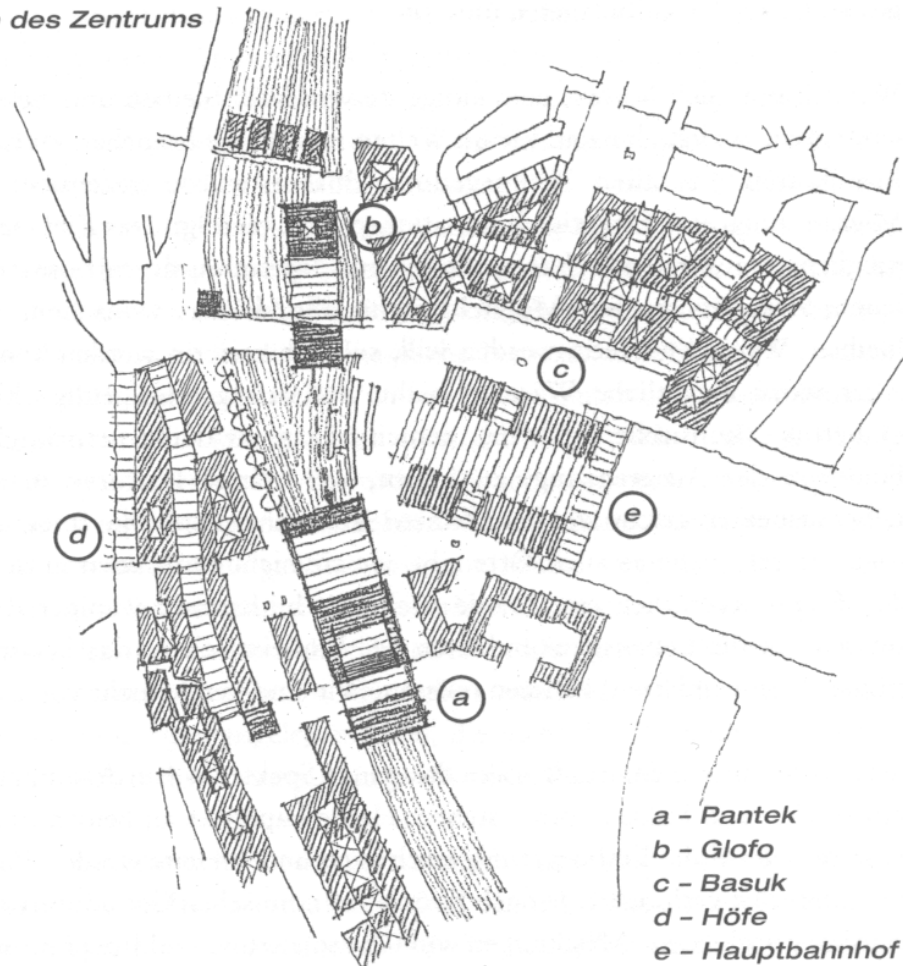 des Zentrums
b
c
d
e
a
a – Pantek
b – Glofo
c – Basuk
d – Höfe
e – Hauptbahnhof